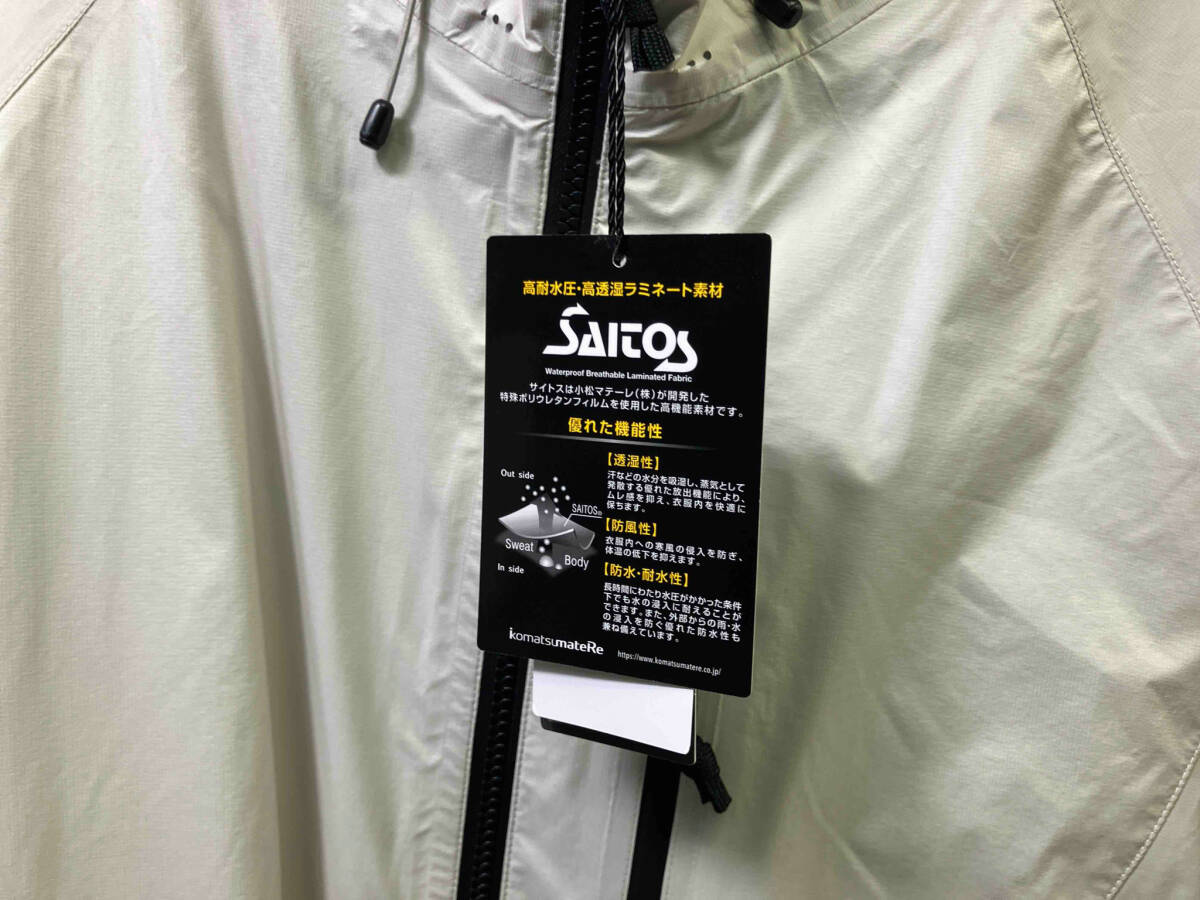 高耐水圧・高透湿ラミネート素材
SAITOS
Waterproof Breathable Laminated Fabric
サイトスは小松マテーレ(株)が開発した
特殊ポリウレタンフィルムを使用した高機能素材です。
優れた機能性
【透湿性】
汗などの水分を吸湿し、蒸気として
発散する優れた放出機能により、
ムレ感を抑え、衣服内を快適に
保ちます。
Out side
SAITOS®
Sweat
Body
In side
【防風性】
衣服内への寒風の侵入を防ぎ、
体温の低下を抑えます。
【防水・耐水性】
長時間にわたり水圧がかかった条件
下でも水の浸入に耐えることが
できます。また、外部からの雨・水
の浸入を防ぐ優れた防水性も
兼ね備えています。
komatsumateRe
https://www.komatsumatere.co.jp/